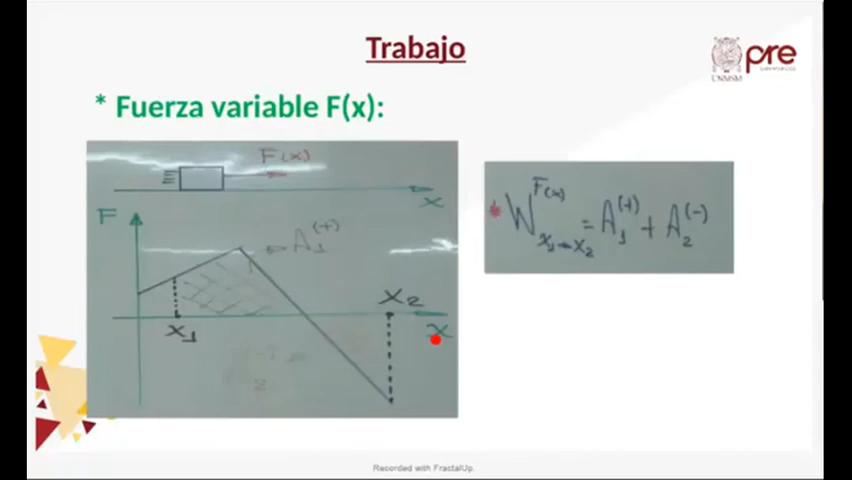 Trabajo
UNMSM
pre
* Fuerza variable F(x):
F(x)
x
F
A₁⁽⁺⁾
x₁
x₂
x
* W F(x) x₁→x₂ = A₁⁽⁺⁾ + A₂⁽⁻⁾
Recorded with FractalUp.